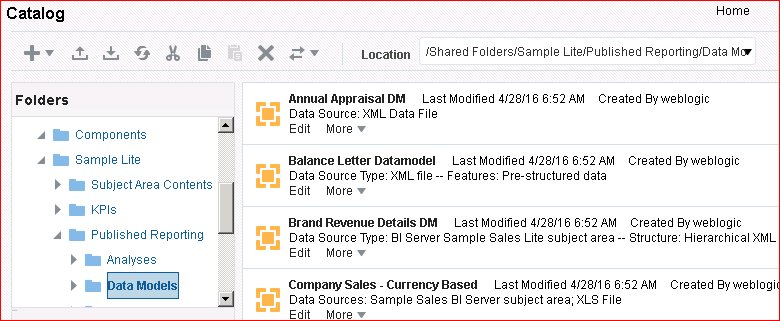 Catalog
Home
Location
/Shared Folders/Sample Lite/Published Reporting/Data Mo
Folders
Components
Sample Lite
Subject Area Contents
KPIs
Published Reporting
Analyses
Data Models
Annual Appraisal DM Last Modified 4/28/16 6:52 AM Created By weblogic
Data Source: XML Data File
Edit More
Balance Letter Datamodel Last Modified 4/28/16 6:52 AM Created By weblogic
Data Source Type: XML file -- Features: Pre-structured data
Edit More
Brand Revenue Details DM Last Modified 4/28/16 6:52 AM Created By weblogic
Data Source Type: BI Server Sample Sales Lite subject area -- Structure: Hierarchical XML
Edit More
Company Sales - Currency Based Last Modified 4/28/16 6:52 AM Created By weblogic
Data Sources: Sample Sales BI Server subject area; XLS File
Edit More